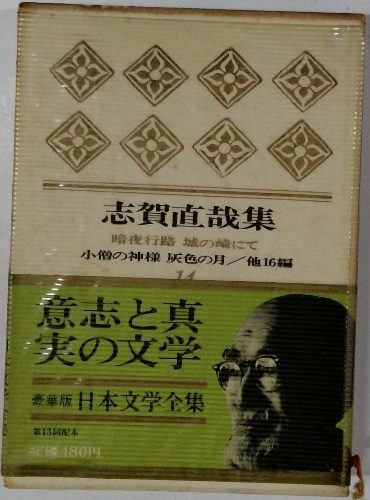 志賀直哉集
暗夜行路 城の崎にて
小僧の神様 灰色の月／他16編
14
意志と真
実の文学
豪華版 日本文学全集
第13回配本
定価480円